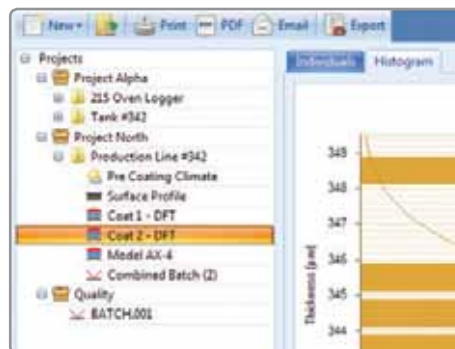 New Print PDF Email Export
Projects
Project Alpha
215 Oven Logger
Tank #342
Project North
Production Line #342
Pre Coating Climate
Surface Profile
Coat 1 - DFT
Coat 2 - DFT
Model AX-4
Combined Batch (2)
Quality
BATCH.001
Individuals Histogram
Thickness (µm)
349
348
347
346
345
344